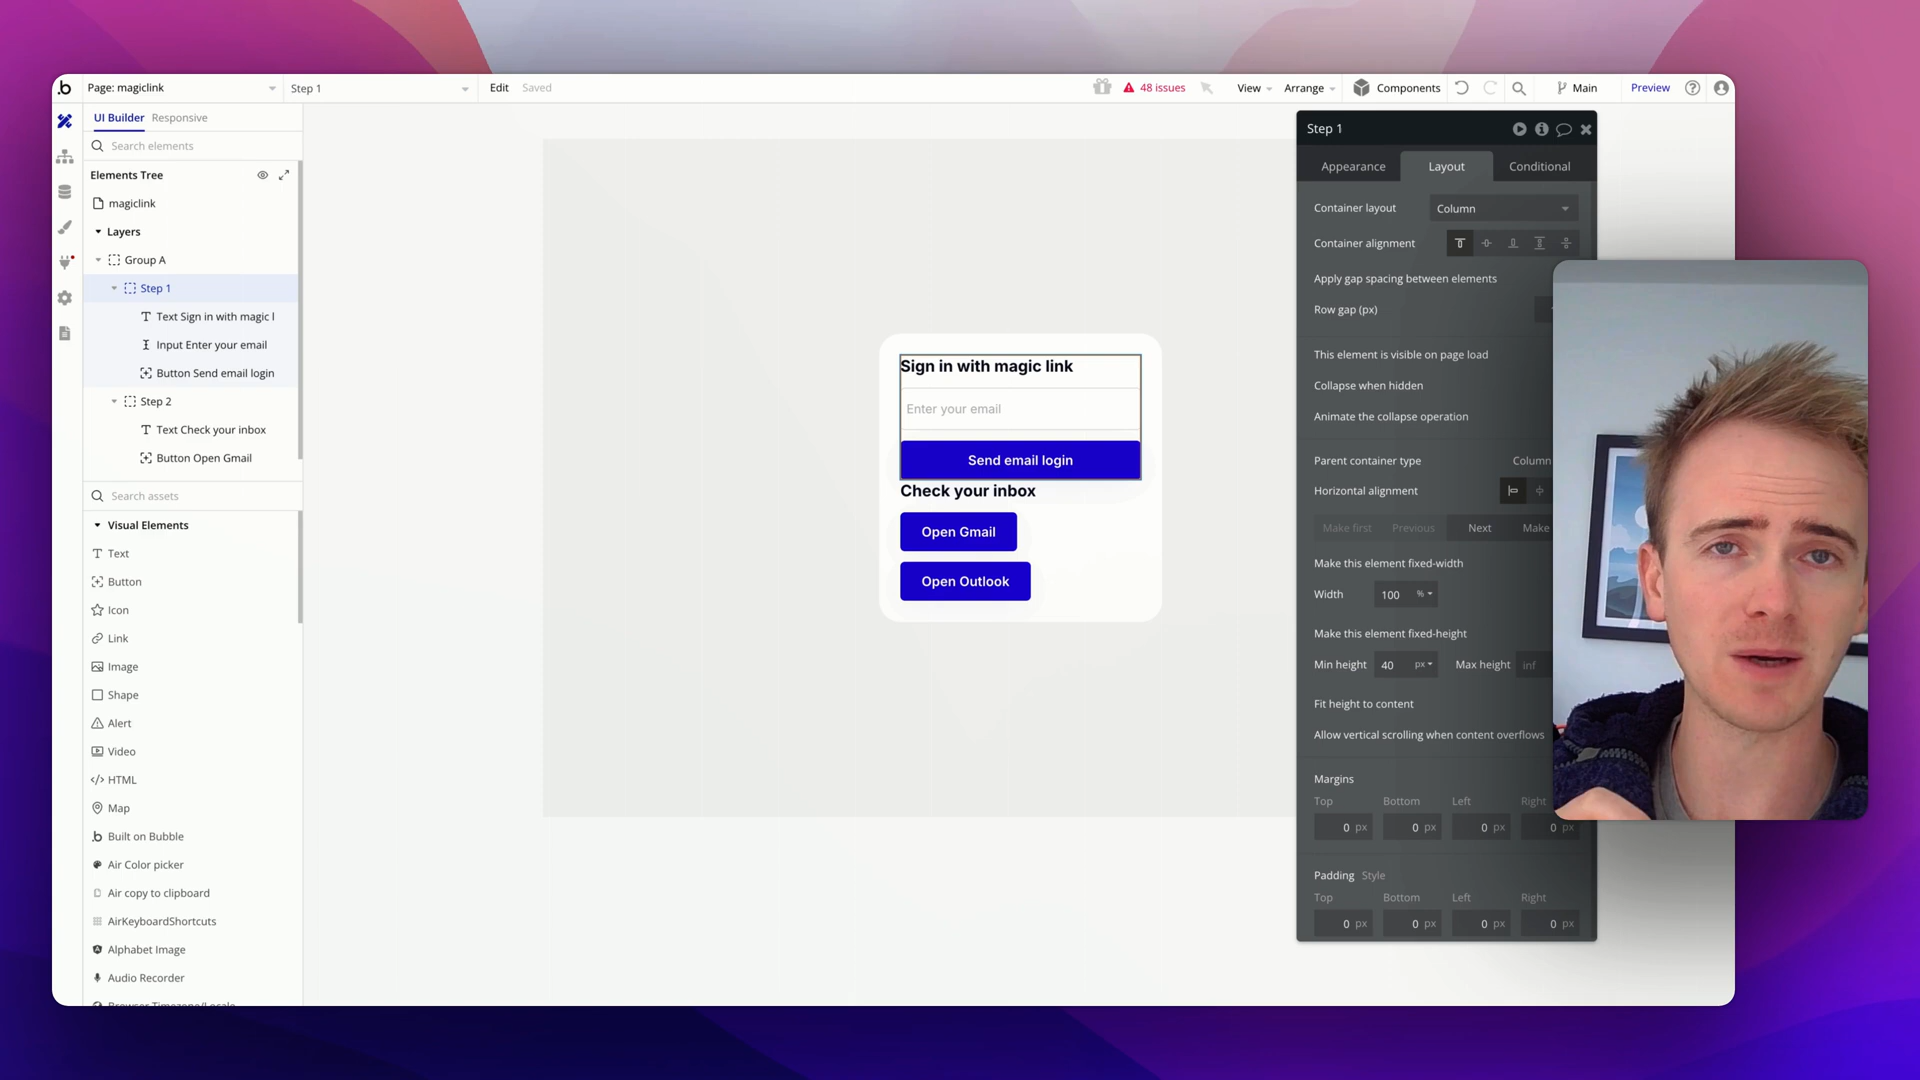 .b
Page: magiclink
Step 1
Edit
Saved
48 issues
View
Arrange
Components
Main
Preview
UI Builder
Responsive
Search elements
Elements Tree
magiclink
Layers
Group A
Step 1
Text Sign in with magic l
Input Enter your email
Button Send email login
Step 2
Text Check your inbox
Button Open Gmail
Search assets
Visual Elements
Text
Button
Icon
Link
Image
Shape
Alert
Video
</> HTML
Map
Built on Bubble
Air Color picker
Air copy to clipboard
AirKeyboardShortcuts
Alphabet Image
Audio Recorder
Browser Timezone/Locale
Sign in with magic link
Enter your email
Send email login
Check your inbox
Open Gmail
Open Outlook
Step 1
Appearance
Layout
Conditional
Container layout
Column
Container alignment
Apply gap spacing between elements
Row gap (px)
This element is visible on page load
Collapse when hidden
Animate the collapse operation
Parent container type
Column
Horizontal alignment
Make first
Previous
Next
Make
Make this element fixed-width
Width 100 %
Make this element fixed-height
Min height 40 px Max height inf
Fit height to content
Allow vertical scrolling when content overflows
Margins
Top Bottom Left Right
0 px 0 px 0 px 0 px
Padding Style
Top Bottom Left Right
0 px 0 px 0 px 0 px